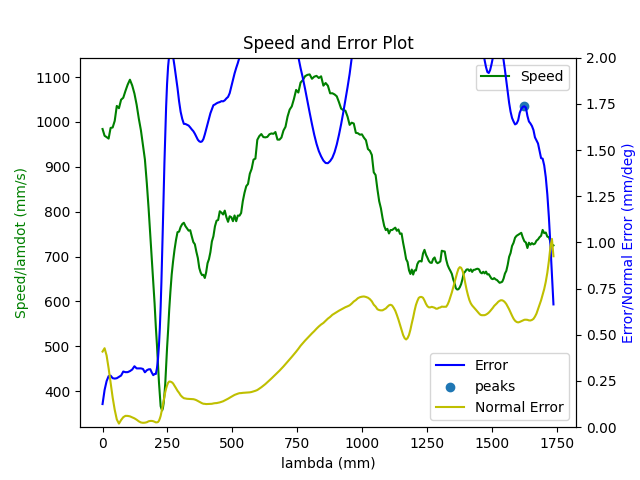 Speed and Error Plot
Speed/lamdot (mm/s)
1100
1000
900
800
700
600
500
400
Speed
2.00
1.75
1.50
1.25
1.00
0.75
0.50
0.25
0.00
Error/Normal Error (mm/deg)
Error
peaks
Normal Error
0 250 500 750 1000 1250 1500 1750
lambda (mm)